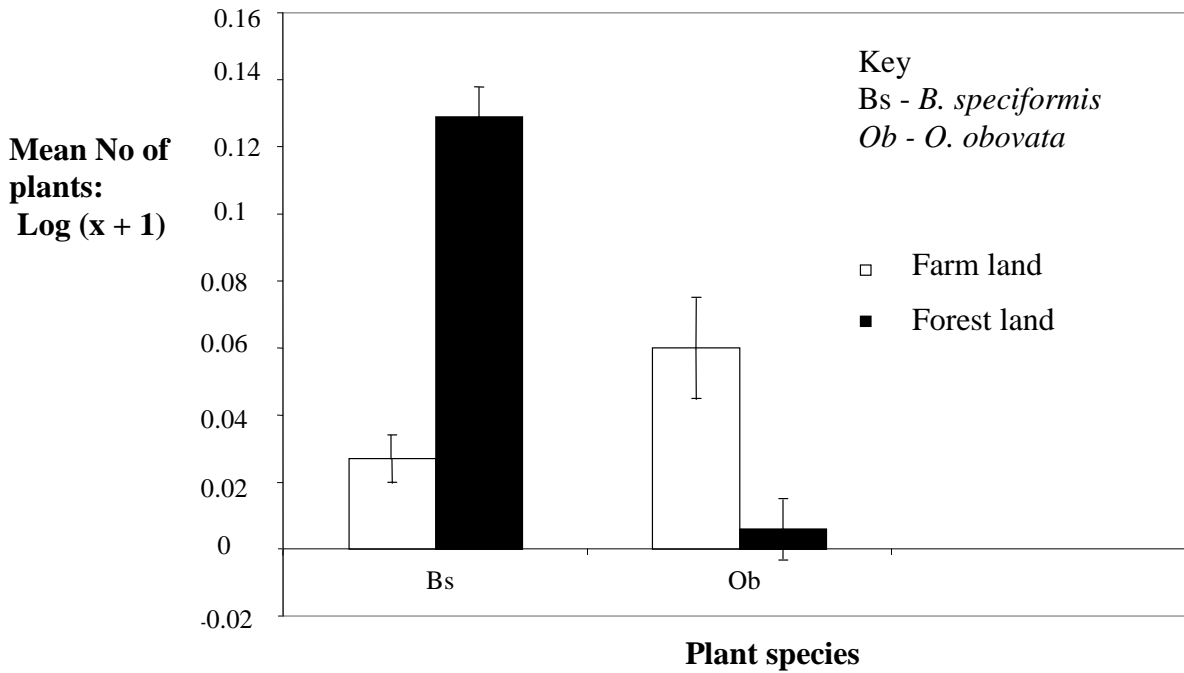 0.16
0.14
0.12
0.1
0.08
0.06
0.04
0.02
0
-0.02
Mean No of
plants:
Log (x + 1)
Key
Bs - B. speciformis
Ob - O. obovata
Farm land
Forest land
Bs
Ob
Plant species